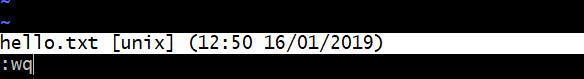 ~
~
hello.txt [unix] (12:50 16/01/2019)
:wq